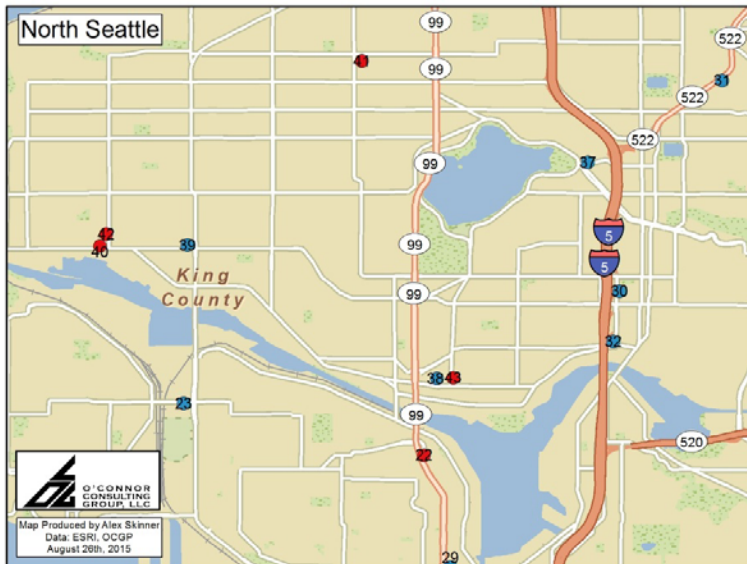 North Seattle
99
522
41
99
31
522
522
99
37
42
40
39
99
5
5
King
County
99
30
32
38
43
23
99
520
22
O'CONNOR
CONSULTING
GROUP, LLC
Map Produced by Alex Skinner
Data: ESRI, OCGP
August 26th, 2015
29